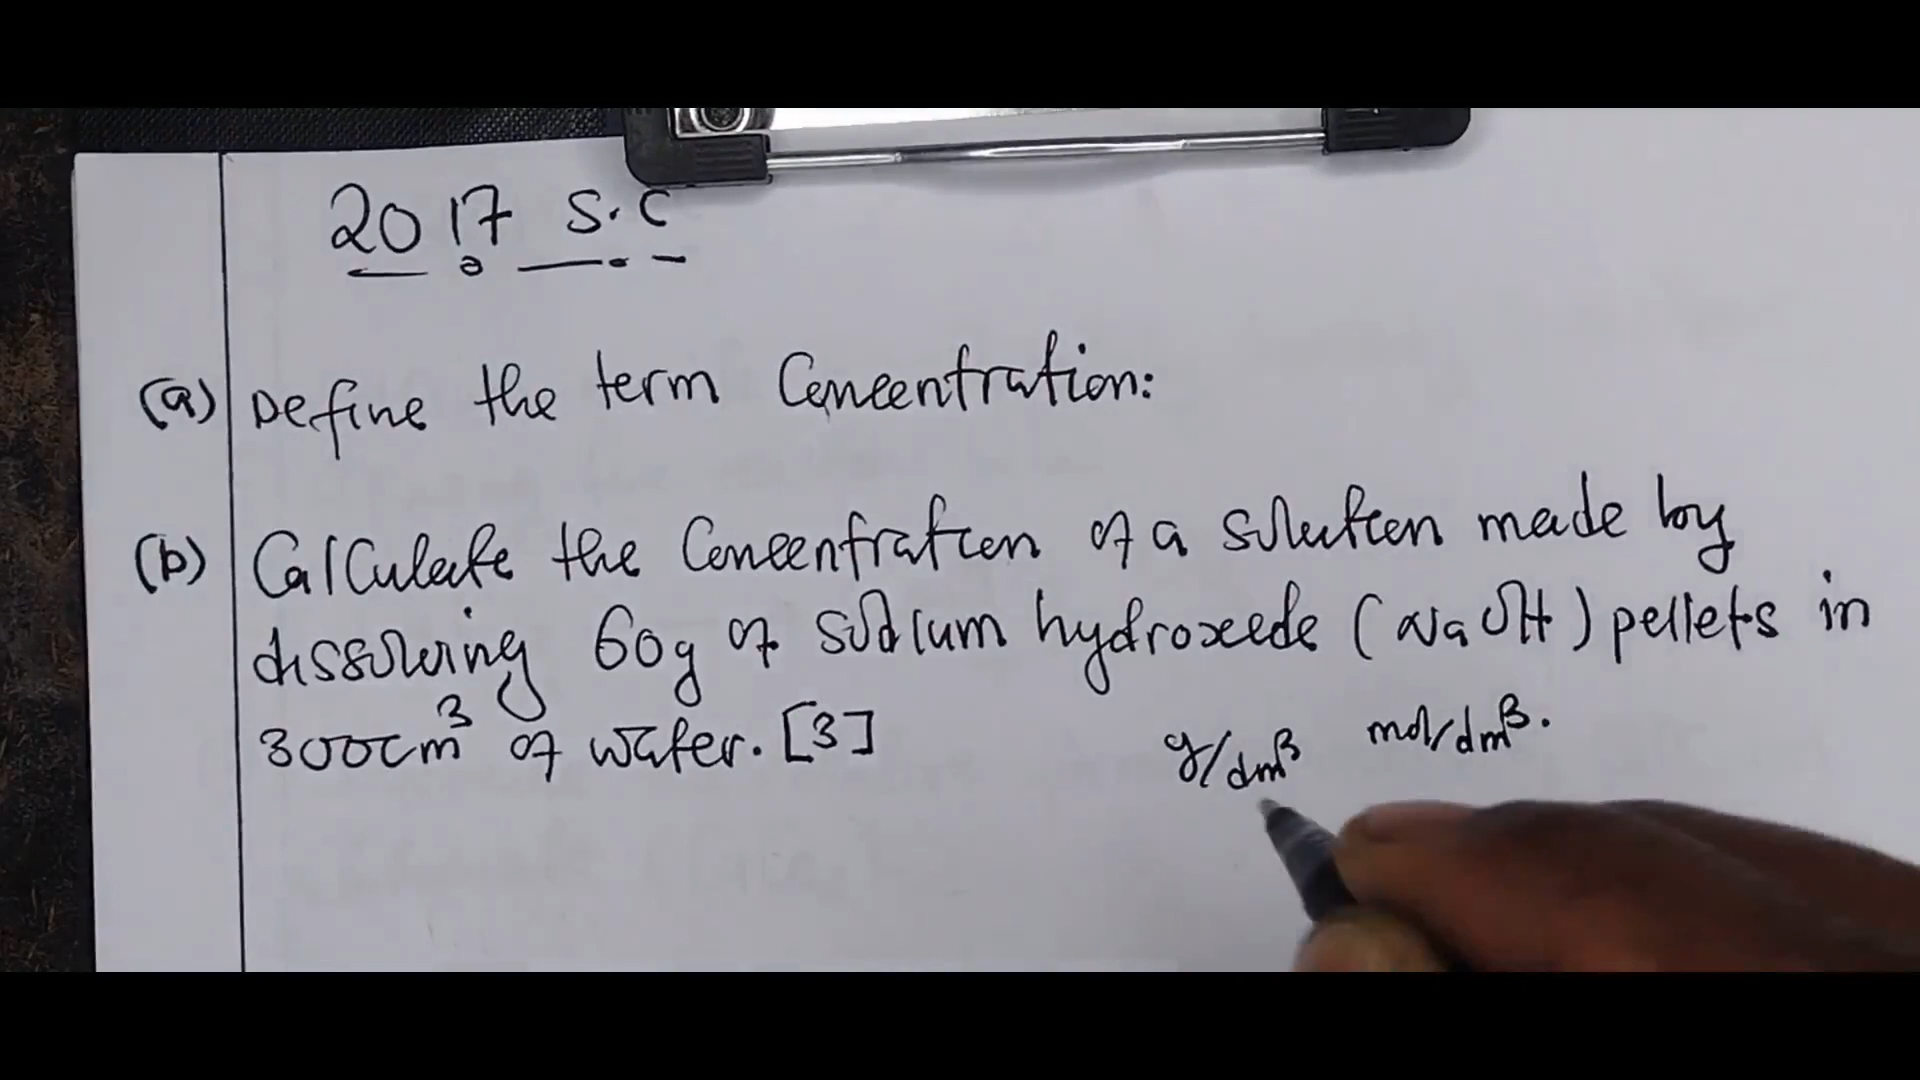 2017 S.C
(a) Define the term Concentration:
(b) Calculate the Concentration of a solution made by
dissolving 60g of sodium hydroxide (NaOH) pellets in
300cm³ of water. [3]
g/dm³ mol/dm³.